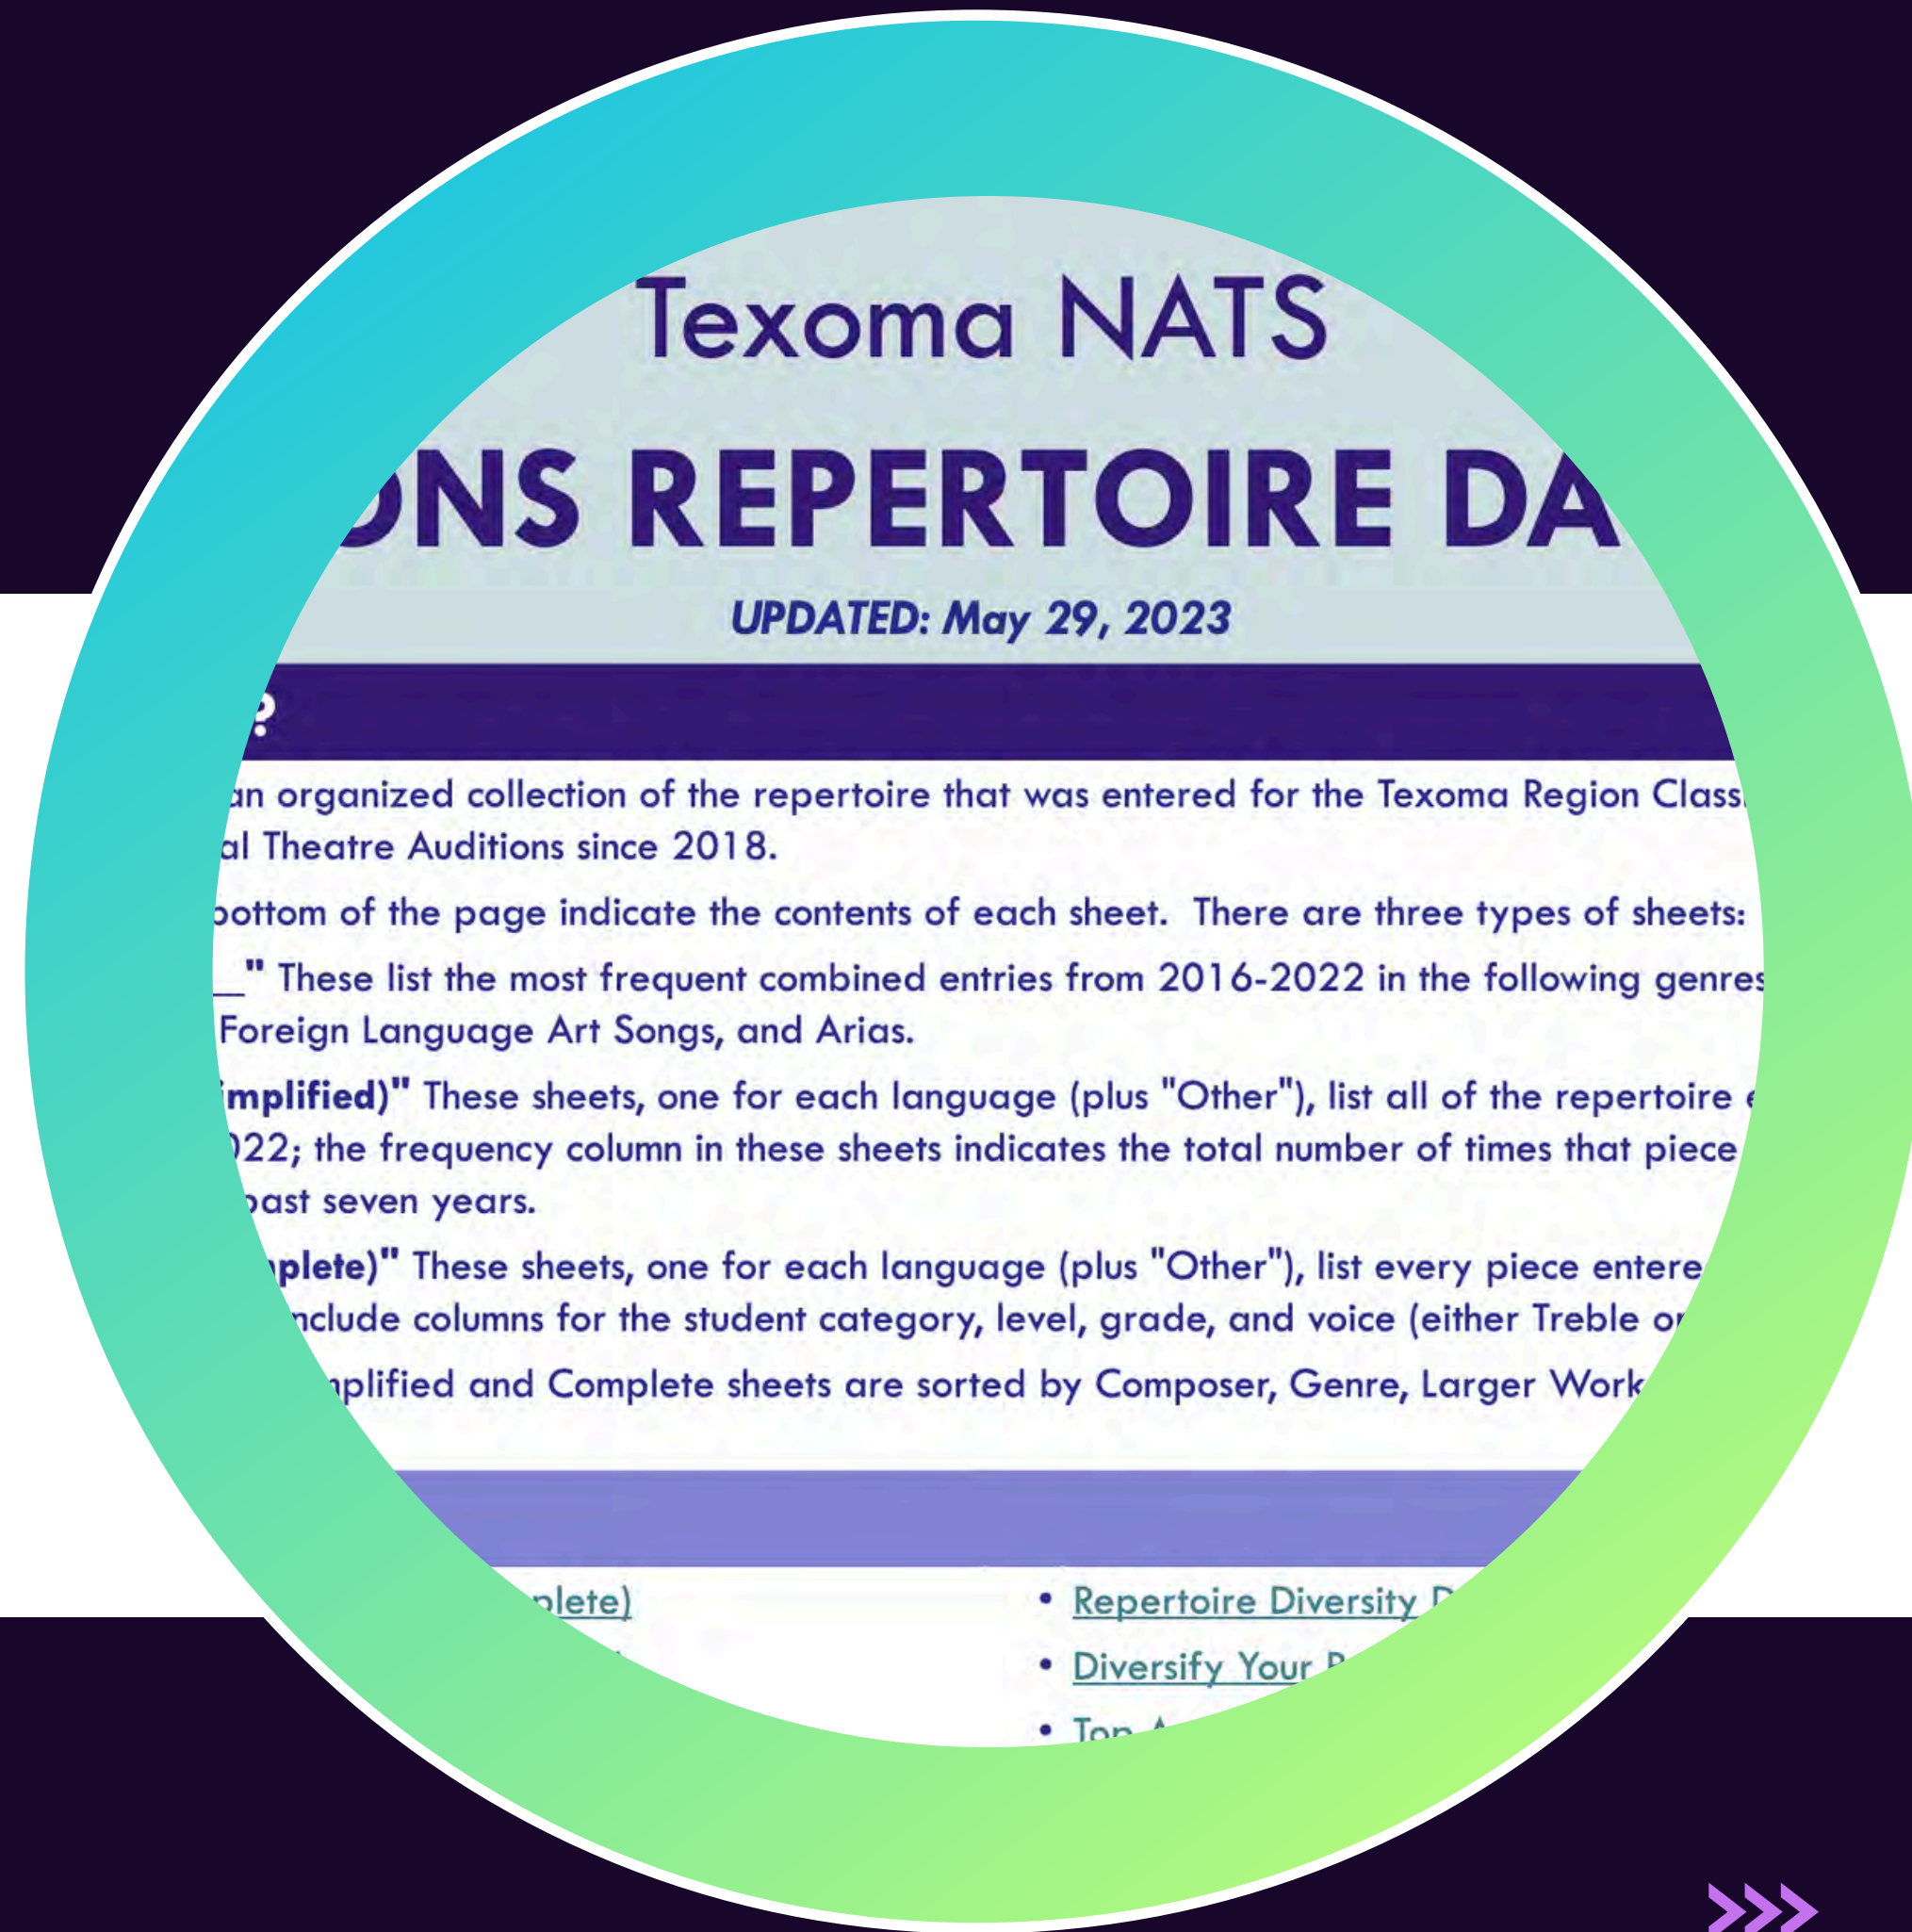 Texoma NATS
ONS REPERTOIRE DA
UPDATED: May 29, 2023
?
an organized collection of the repertoire that was entered for the Texoma Region Class
al Theatre Auditions since 2018.
bottom of the page indicate the contents of each sheet. There are three types of sheets:
__" These list the most frequent combined entries from 2016-2022 in the following genres
Foreign Language Art Songs, and Arias.
implified)" These sheets, one for each language (plus "Other"), list all of the repertoire
022; the frequency column in these sheets indicates the total number of times that piece
past seven years.
plete)" These sheets, one for each language (plus "Other"), list every piece entere
nclude columns for the student category, level, grade, and voice (either Treble or
plified and Complete sheets are sorted by Composer, Genre, Larger Work
plete)
• Repertoire Diversity D
• Diversify Your
• Top A